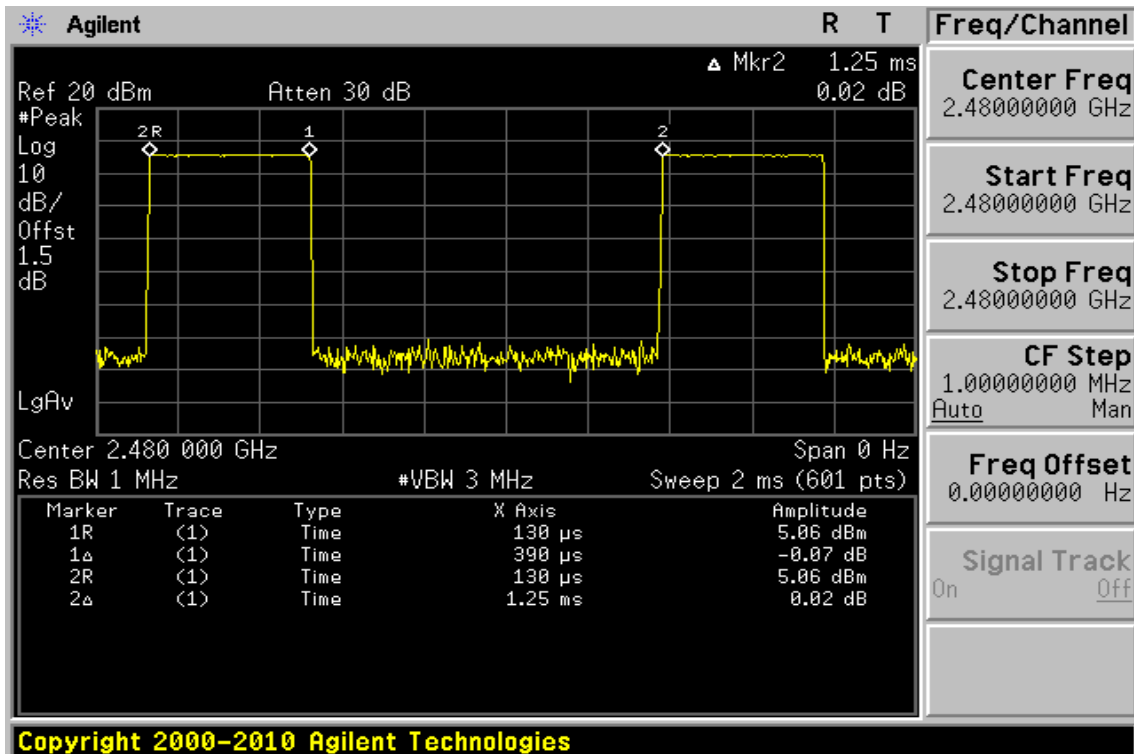 Agilent R T
Δ Mkr2 1.25 ms
Ref 20 dBm Atten 30 dB 0.02 dB
#Peak
Log
10
dB/
Offst
1.5
dB
LgAv
2R 1 2
Center 2.480 000 GHz Span 0 Hz
Res BW 1 MHz #VBW 3 MHz Sweep 2 ms (601 pts)
Marker Trace Type X Axis Amplitude
1R (1) Time 130 µs 5.06 dBm
1Δ (1) Time 390 µs -0.07 dB
2R (1) Time 130 µs 5.06 dBm
2Δ (1) Time 1.25 ms 0.02 dB
Freq/Channel
Center Freq
2.48000000 GHz
Start Freq
2.48000000 GHz
Stop Freq
2.48000000 GHz
CF Step
1.00000000 MHz
Auto Man
Freq Offset
0.00000000 Hz
Signal Track
On Off
Copyright 2000-2010 Agilent Technologies